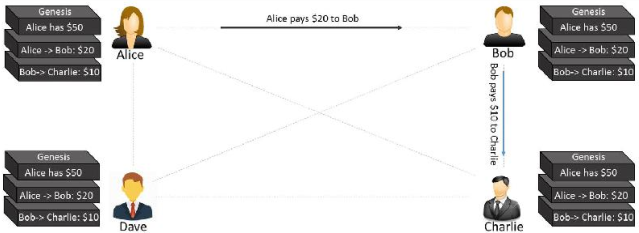 Genesis
Alice has $50
Alice -> Bob: $20
Bob-> Charlie: $10
Alice
Alice pays $20 to Bob
Bob
Genesis
Alice has $50
Alice -> Bob: $20
Bob-> Charlie: $10
Bob pays $10 to Charlie
Genesis
Alice has $50
Alice -> Bob: $20
Bob-> Charlie: $10
Dave
Charlie
Genesis
Alice has $50
Alice -> Bob: $20
Bob-> Charlie: $10